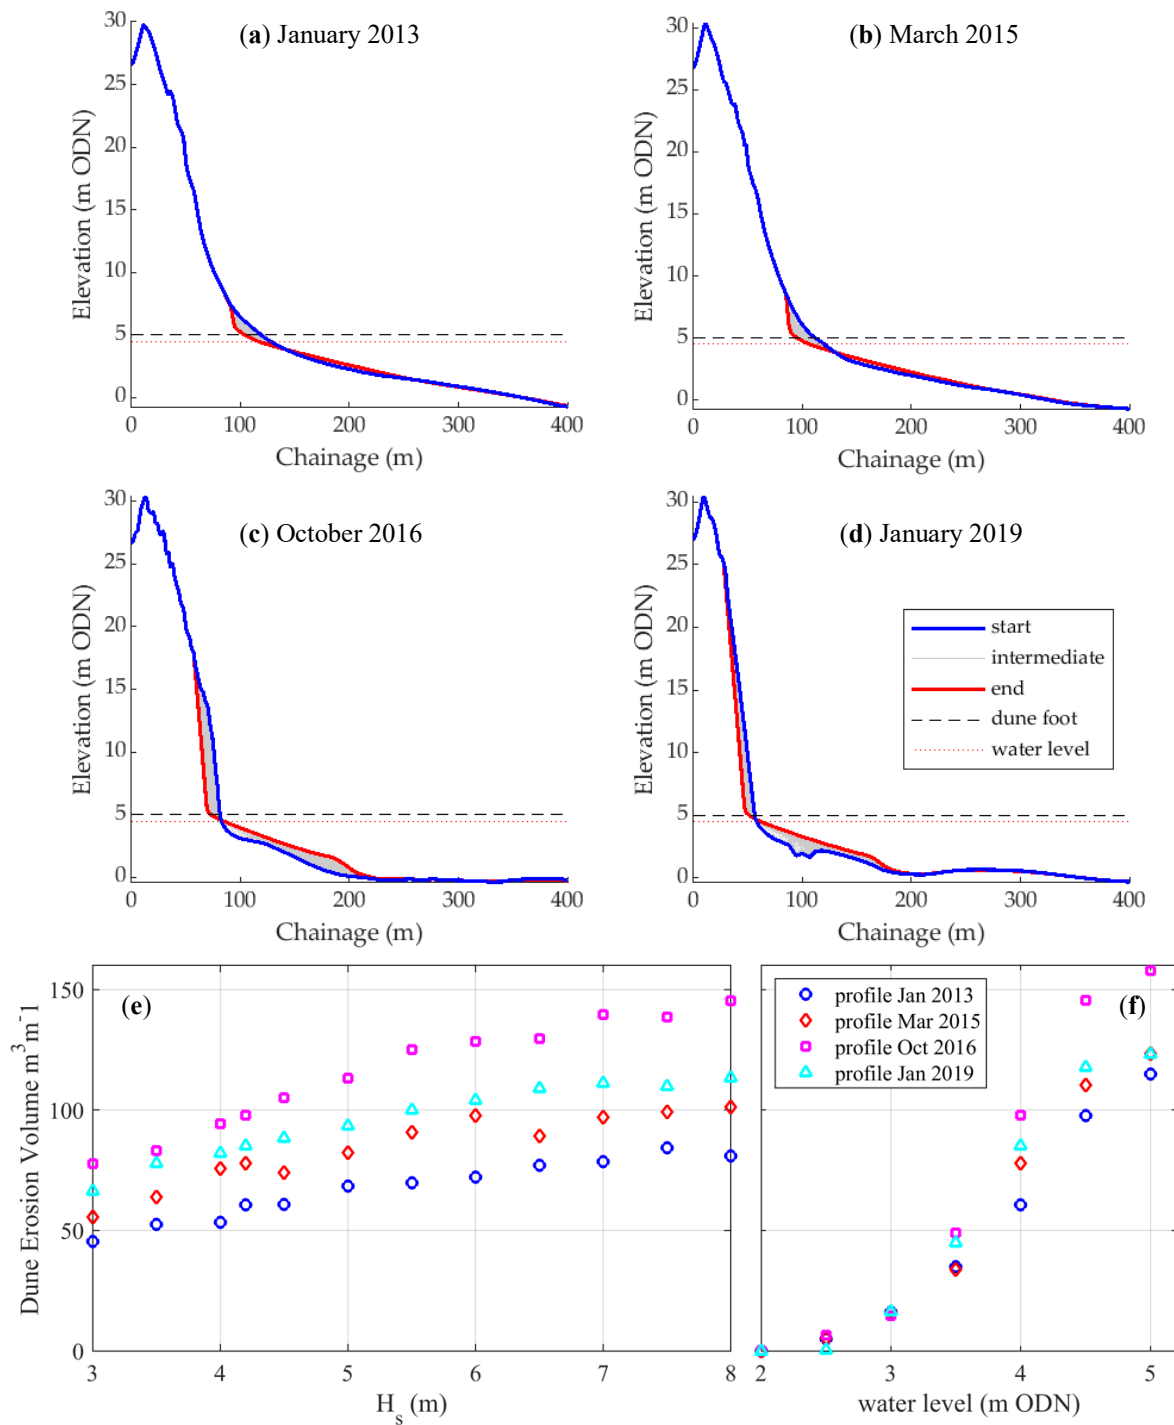 (a) January 2013
30
25
20
15
10
5
0
Elevation (m ODN)
0 100 200 300 400
Chainage (m)
(b) March 2015
30
25
20
15
10
5
0
Elevation (m ODN)
0 100 200 300 400
Chainage (m)
(c) October 2016
30
25
20
15
10
5
0
Elevation (m ODN)
0 100 200 300 400
Chainage (m)
(d) January 2019
30
25
20
15
10
5
0
Elevation (m ODN)
start
intermediate
end
dune foot
water level
0 100 200 300 400
Chainage (m)
(e)
150
100
50
0
Dune Erosion Volume m³m⁻¹
3 4 5 6 7 8
H_s (m)
profile Jan 2013
profile Mar 2015
profile Oct 2016
profile Jan 2019
(f)
2 3 4 5
water level (m ODN)